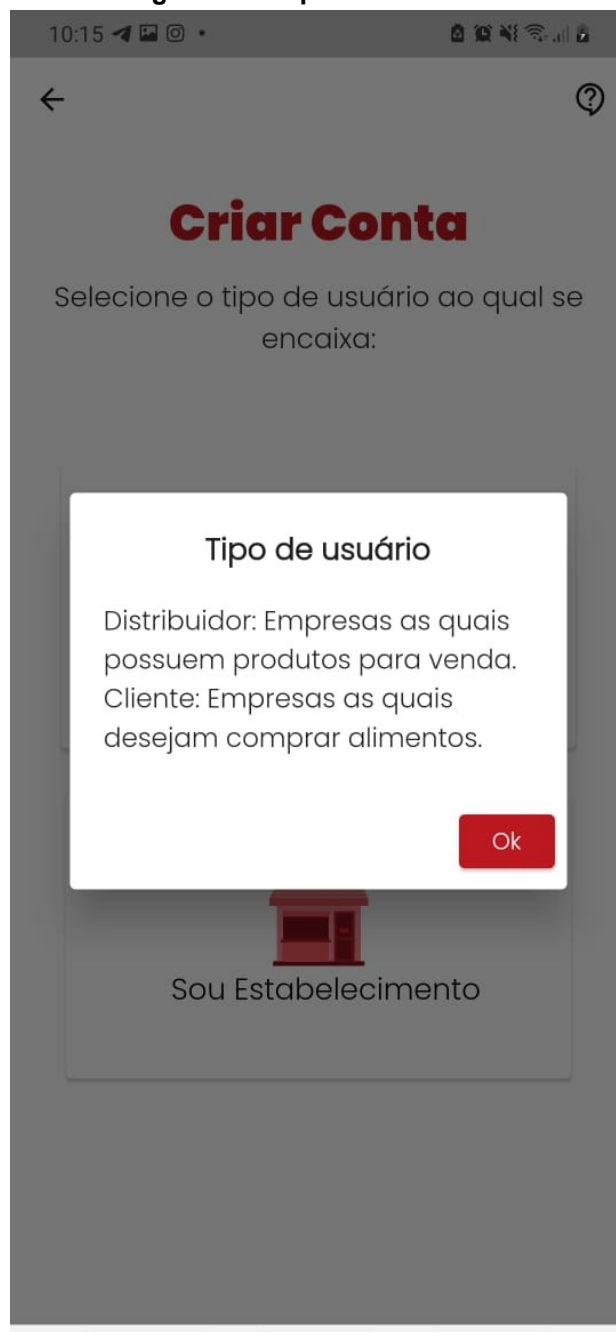 10:15
Criar Conta
Selecione o tipo de usuário ao qual se
encaixa:
Tipo de usuário
Distribuidor: Empresas as quais
possuem produtos para venda.
Cliente: Empresas as quais
desejam comprar alimentos.
Ok
Sou Estabelecimento